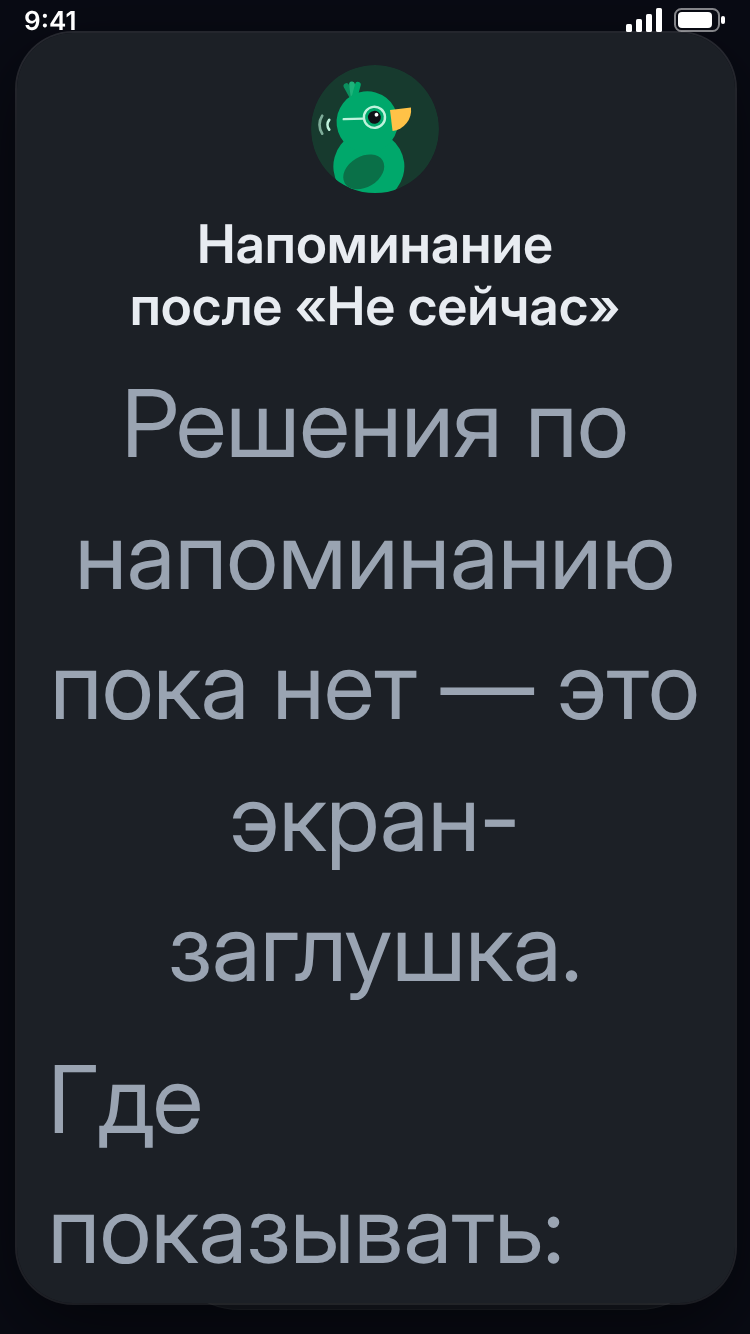 9:41
Напоминание
после «Не сейчас»
Решения по
напоминанию
пока нет — это
экран-
заглушка.
Где
показывать: